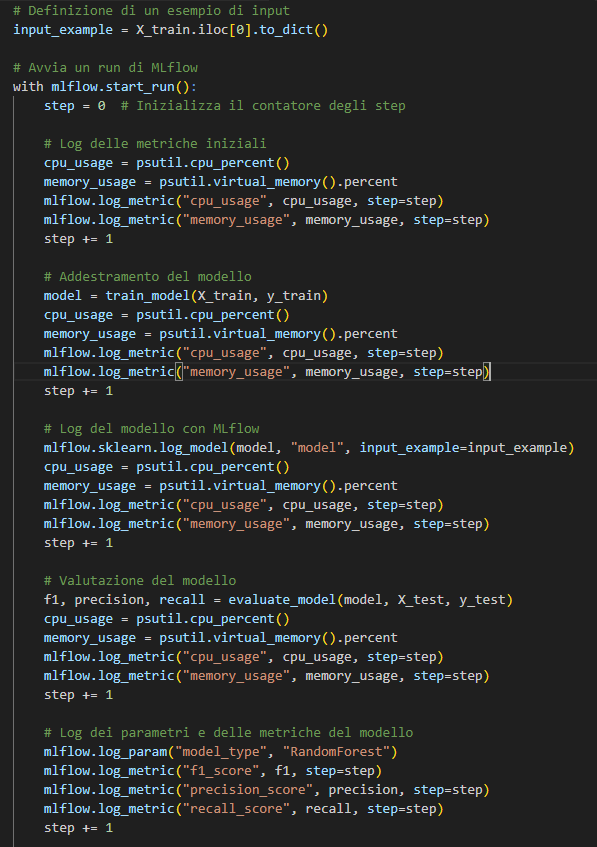 # Definizione di un esempio di input
input_example = X_train.iloc[0].to_dict()
# Avvia un run di MLflow
with mlflow.start_run():
step = 0  # Inizializza il contatore degli step
# Log delle metriche iniziali
cpu_usage = psutil.cpu_percent()
memory_usage = psutil.virtual_memory().percent
mlflow.log_metric("cpu_usage", cpu_usage, step=step)
mlflow.log_metric("memory_usage", memory_usage, step=step)
step += 1
# Addestramento del modello
model = train_model(X_train, y_train)
cpu_usage = psutil.cpu_percent()
memory_usage = psutil.virtual_memory().percent
mlflow.log_metric("cpu_usage", cpu_usage, step=step)
mlflow.log_metric("memory_usage", memory_usage, step=step)
step += 1
# Log del modello con MLflow
mlflow.sklearn.log_model(model, "model", input_example=input_example)
cpu_usage = psutil.cpu_percent()
memory_usage = psutil.virtual_memory().percent
mlflow.log_metric("cpu_usage", cpu_usage, step=step)
mlflow.log_metric("memory_usage", memory_usage, step=step)
step += 1
# Valutazione del modello
f1, precision, recall = evaluate_model(model, X_test, y_test)
cpu_usage = psutil.cpu_percent()
memory_usage = psutil.virtual_memory().percent
mlflow.log_metric("cpu_usage", cpu_usage, step=step)
mlflow.log_metric("memory_usage", memory_usage, step=step)
step += 1
# Log dei parametri e delle metriche del modello
mlflow.log_param("model_type", "RandomForest")
mlflow.log_metric("f1_score", f1, step=step)
mlflow.log_metric("precision_score", precision, step=step)
mlflow.log_metric("recall_score", recall, step=step)
step += 1